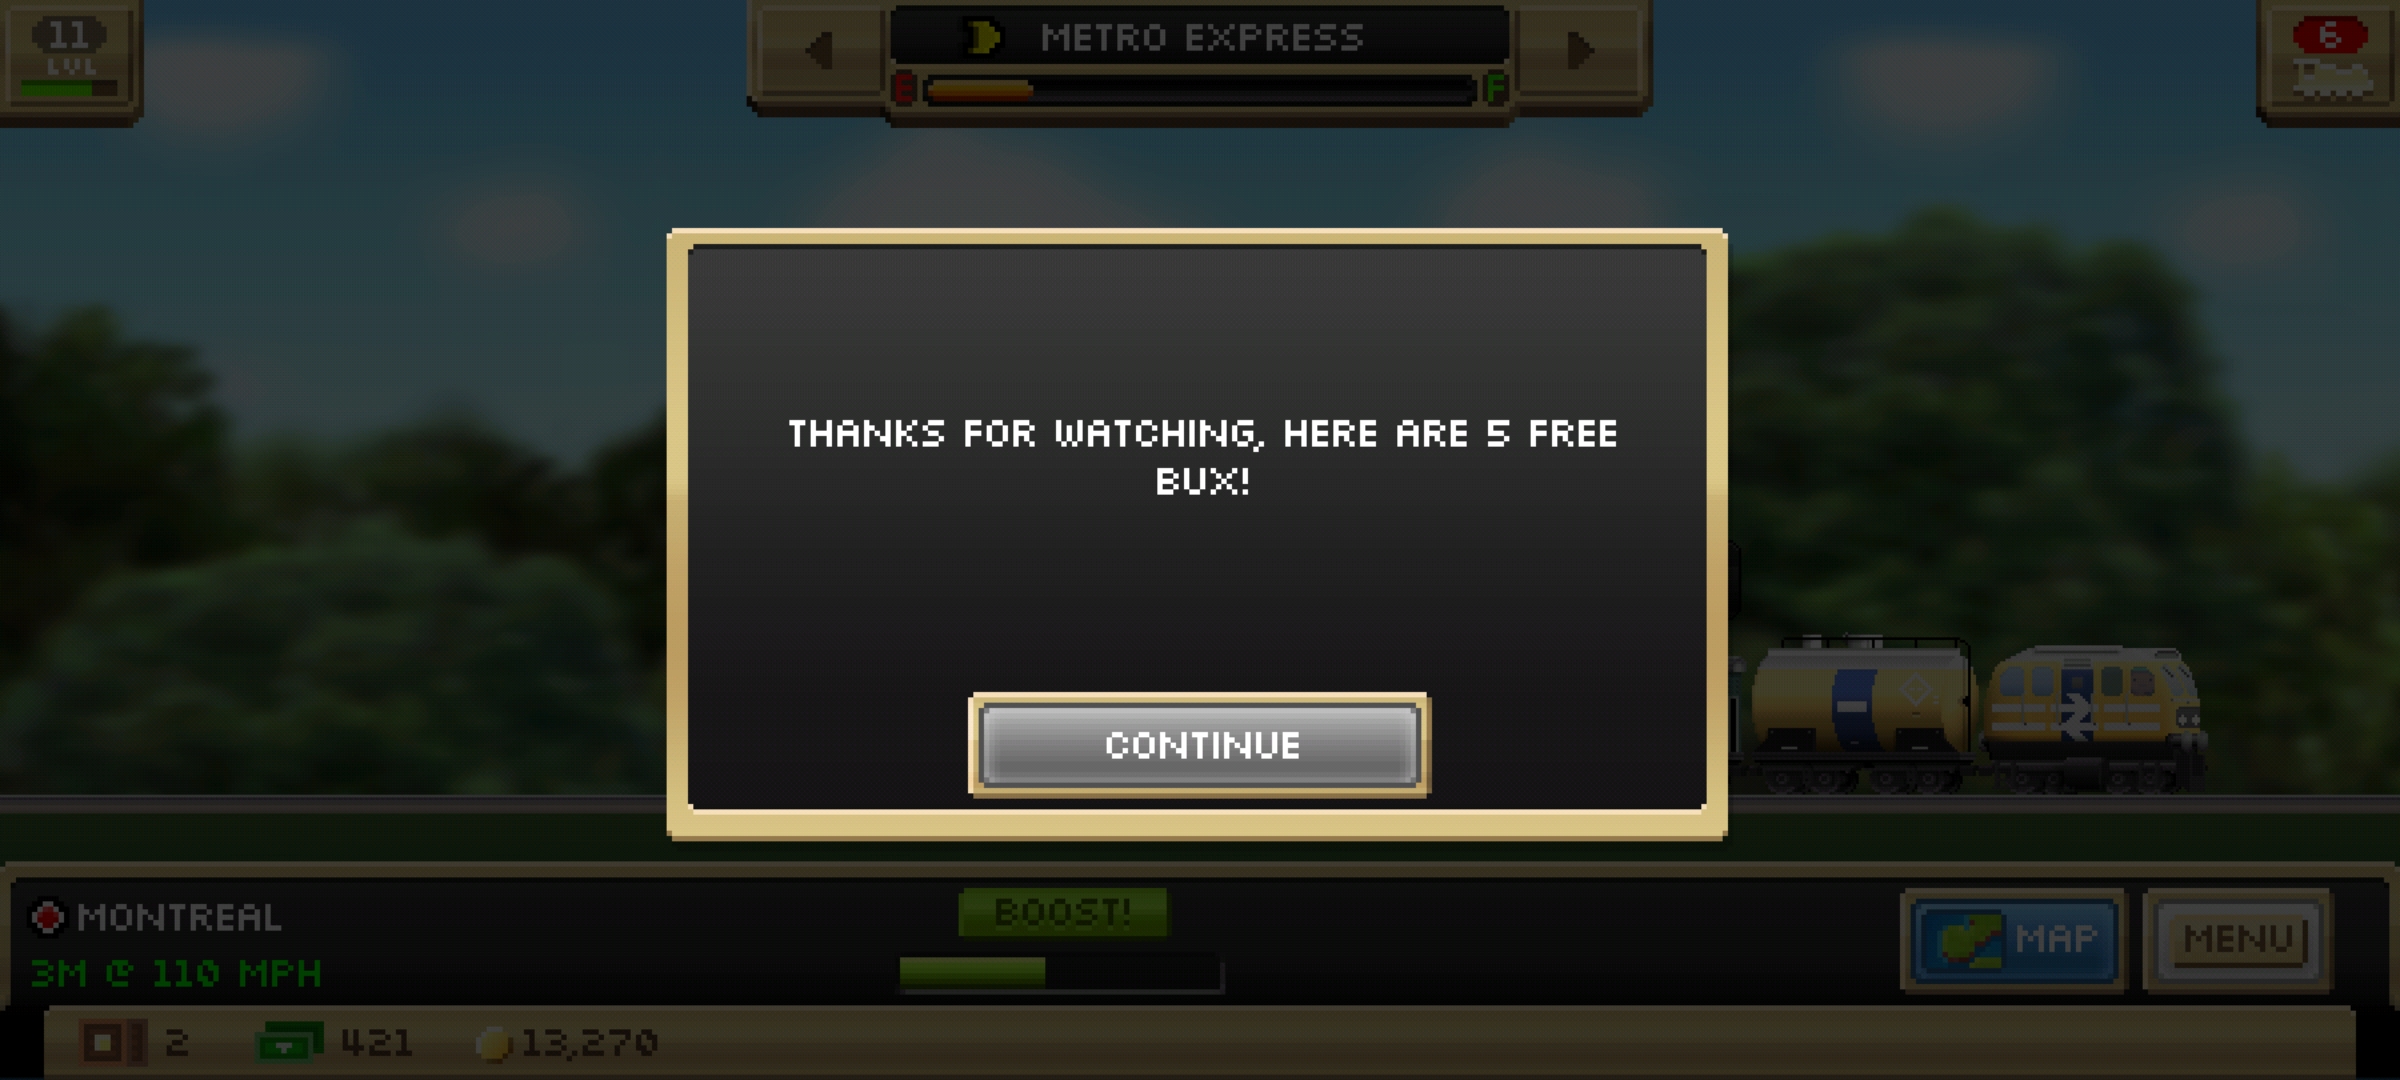 11
LVL
METRO EXPRESS
E
F
6
THANKS FOR WATCHING, HERE ARE 5 FREE
BUX!
CONTINUE
MONTREAL
3M @ 110 MPH
BOOST!
MAP
MENU
2
421
13,270